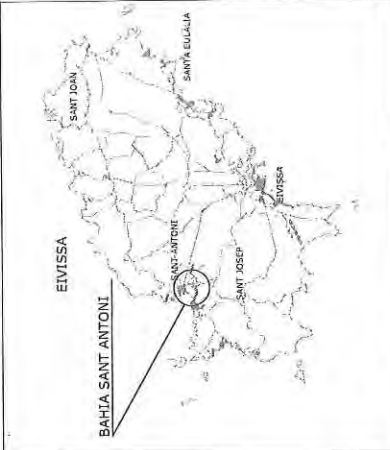 EIVISSA
BAHIA SANT ANTONI
SANT JOAN
SANTA EULALIA
SANT-ANTONI
SANT JOSEP
EIVISSA